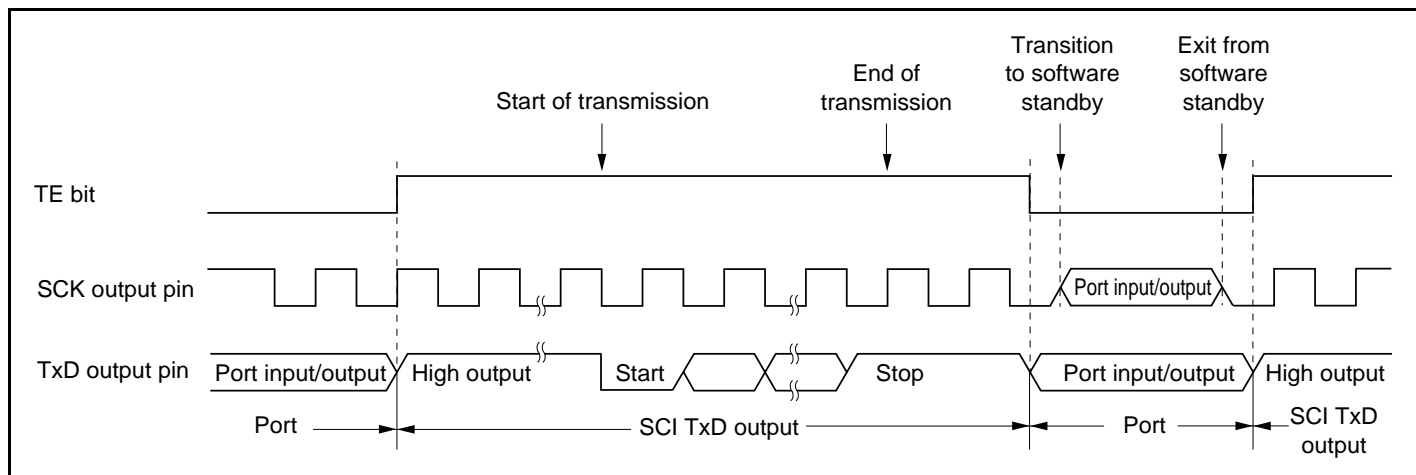 Transition
to software
standby
Exit from
software
standby
End of
transmission
Start of transmission
TE bit
SCK output pin
Port input/output
TxD output pin
Port input/output
High output
Start
Stop
Port input/output
High output
Port
SCI TxD output
Port
SCI TxD
output